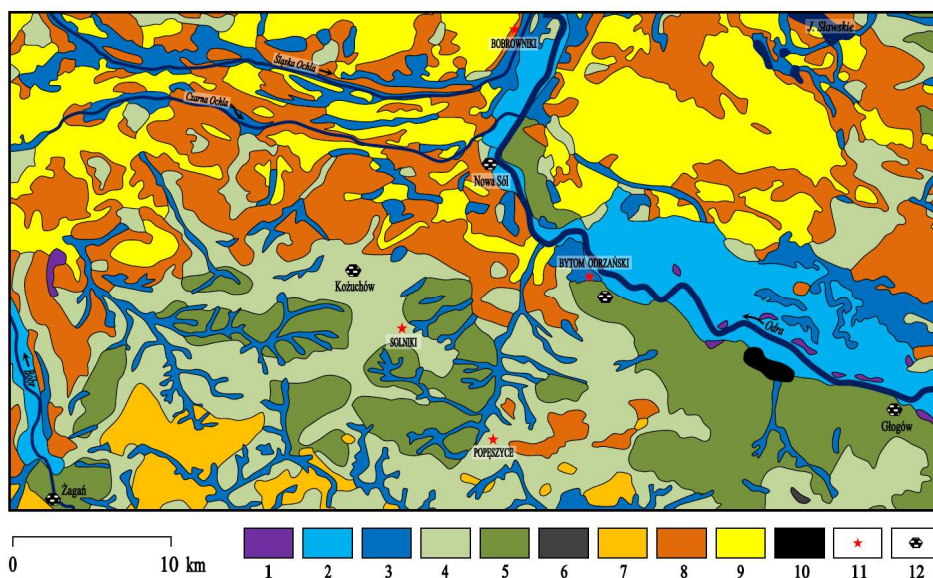 BOBROWNIKI
J. Sławskie
Śląska Ochla
Czarna Ochla
Nowa Sól
BYTOM ODRZAŃSKI
Kożuchów
SOLNIKI
Odra
Bóbr
Głogów
POPĘSZYCE
Żagań
0 10 km
1 2 3 4 5 6 7 8 9 10 11 12